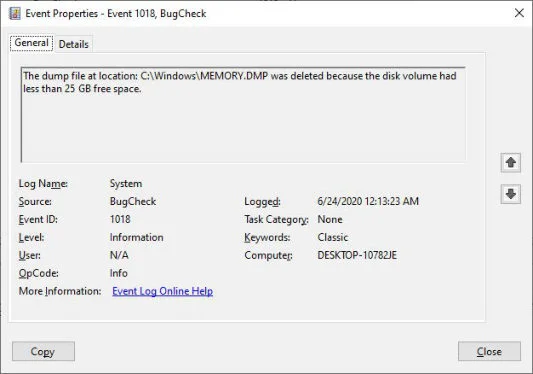 Event Properties - Event 1018, BugCheck
General Details
The dump file at location: C:\Windows\MEMORY.DMP was deleted because the disk volume had
less than 25 GB free space.
Log Name: System
Source: BugCheck Logged: 6/24/2020 12:13:23 AM
Event ID: 1018 Task Category: None
Level: Information Keywords: Classic
User: N/A Computer: DESKTOP-10782JE
OpCode: Info
More Information: Event Log Online Help
Copy Close